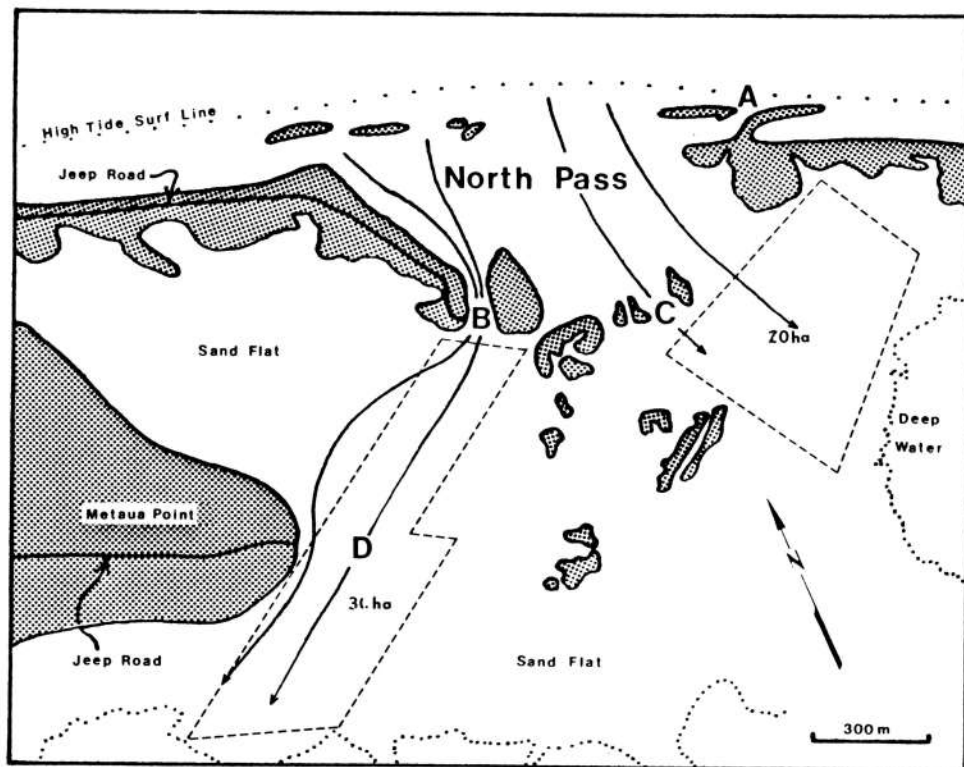 A
High Tide Surf Line
Jeep Road
North Pass
B
C
Sand Flat
20ha
Deep
Water
Metaua Point
D
N
ha
Jeep Road
Sand Flat
300 m